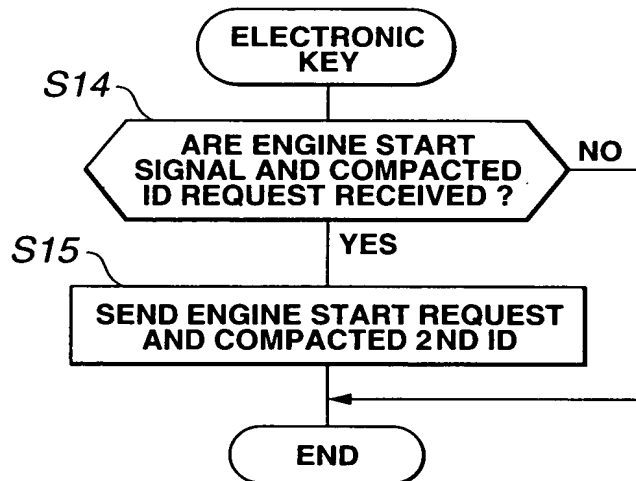 ELECTRONIC
KEY
S14
ARE ENGINE START
SIGNAL AND COMPACTED
ID REQUEST RECEIVED ?
NO
YES
S15
SEND ENGINE START REQUEST
AND COMPACTED 2ND ID
END